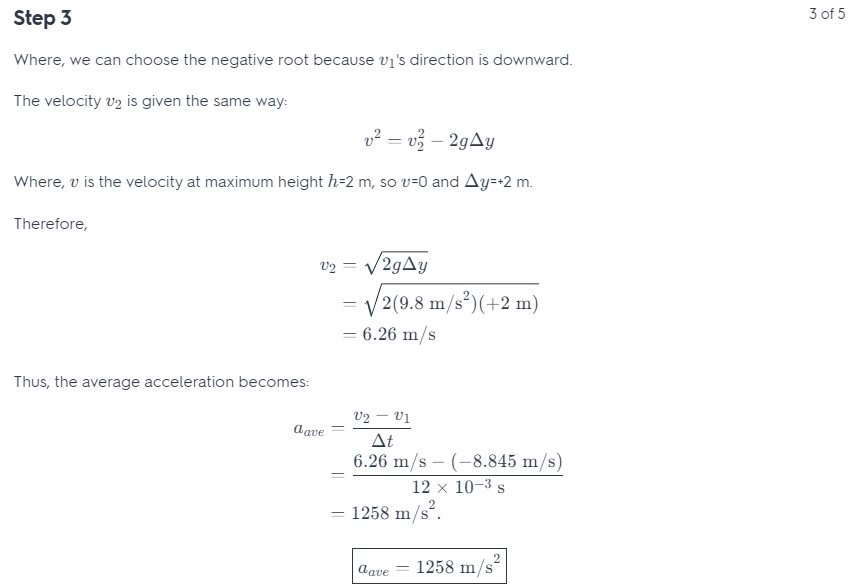 Step 3
3 of 5
Where, we can choose the negative root because v₁'s direction is downward.
The velocity v₂ is given the same way:
v² = v₂² − 2gΔy
Where, v is the velocity at maximum height h=2 m, so v=0 and Δy=+2 m.
Therefore,
v₂ = √(2gΔy)
= √(2(9.8 m/s²)(+2 m))
= 6.26 m/s
Thus, the average acceleration becomes:
a_ave = (v₂ − v₁) / Δt
= (6.26 m/s − (−8.845 m/s)) / (12 × 10⁻³ s)
= 1258 m/s².
a_ave = 1258 m/s²